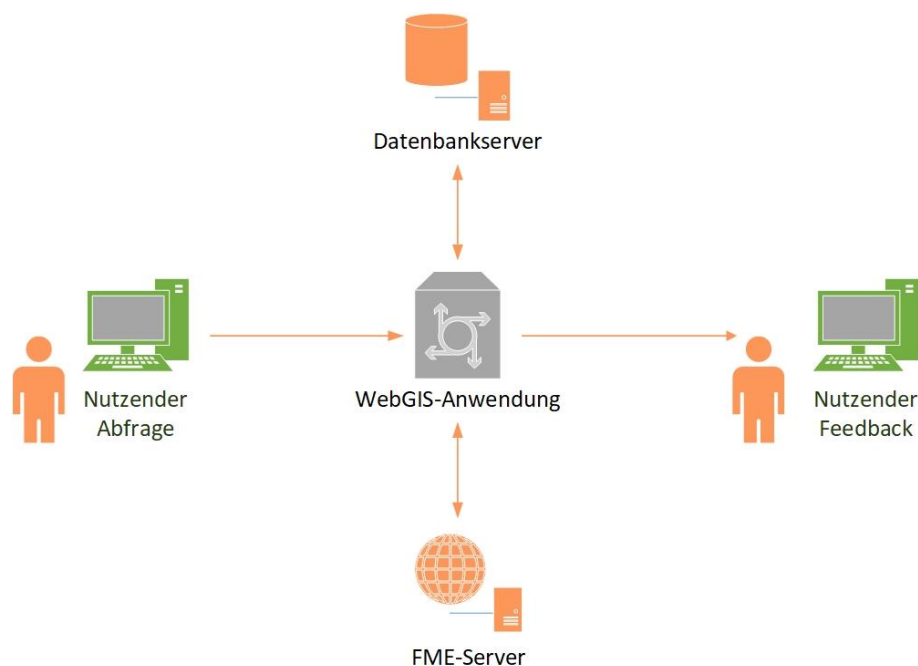 Datenbankserver
Nutzender
Abfrage
WebGIS-Anwendung
Nutzender
Feedback
FME-Server